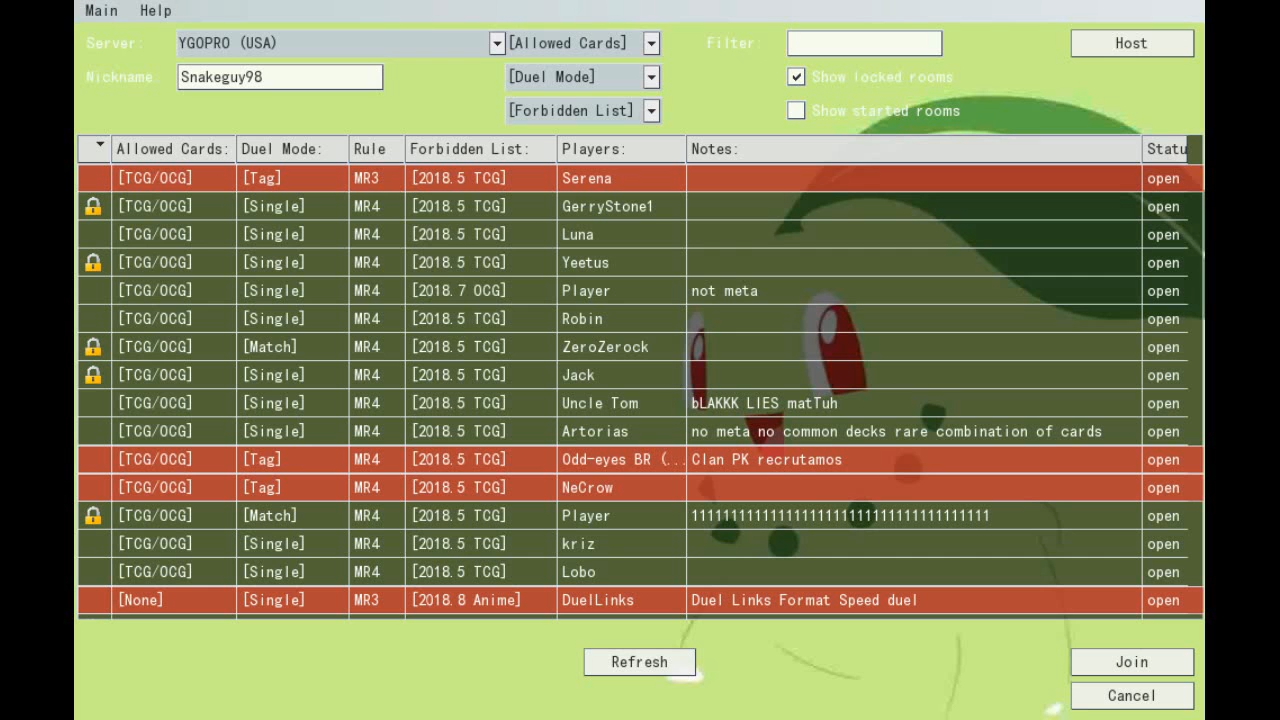 Main Help
Server: YGOPRO (USA) [Allowed Cards] Filter: Host
Nickname Snakeguy98 [Duel Mode] Show locked rooms
[Forbidden List] Show started rooms
Allowed Cards: Duel Mode: Rule Forbidden List: Players: Notes: Statu
[TCG/OCG] [Tag] MR3 [2018.5 TCG] Serena open
[TCG/OCG] [Single] MR4 [2018.5 TCG] GerryStone1 open
[TCG/OCG] [Single] MR4 [2018.5 TCG] Luna open
[TCG/OCG] [Single] MR4 [2018.5 TCG] Yeetus open
[TCG/OCG] [Single] MR4 [2018.7 OCG] Player not meta open
[TCG/OCG] [Single] MR4 [2018.5 TCG] Robin open
[TCG/OCG] [Match] MR4 [2018.5 TCG] ZeroZerock open
[TCG/OCG] [Single] MR4 [2018.5 TCG] Jack open
[TCG/OCG] [Single] MR4 [2018.5 TCG] Uncle Tom bLAKKK LIES matTuh open
[TCG/OCG] [Single] MR4 [2018.5 TCG] Artorias no meta no common decks rare combination of cards open
[TCG/OCG] [Tag] MR4 [2018.5 TCG] Odd-eyes BR (... Clan PK recrutamos open
[TCG/OCG] [Tag] MR4 [2018.5 TCG] NeCrow open
[TCG/OCG] [Match] MR4 [2018.5 TCG] Player 11111111111111111111111111111111111111 open
[TCG/OCG] [Single] MR4 [2018.5 TCG] kriz open
[TCG/OCG] [Single] MR4 [2018.5 TCG] Lobo open
[None] [Single] MR3 [2018.8 Anime] DuelLinks Duel Links Format Speed duel open
Refresh Join
Cancel